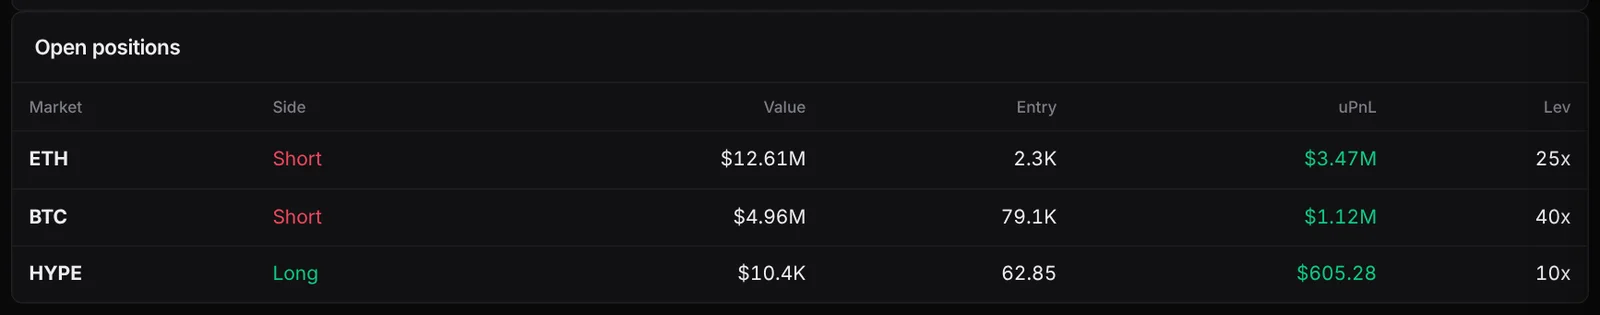 Open positions
Market Side Value Entry uPnL Lev
ETH Short $12.61M 2.3K $3.47M 25x
BTC Short $4.96M 79.1K $1.12M 40x
HYPE Long $10.4K 62.85 $605.28 10x